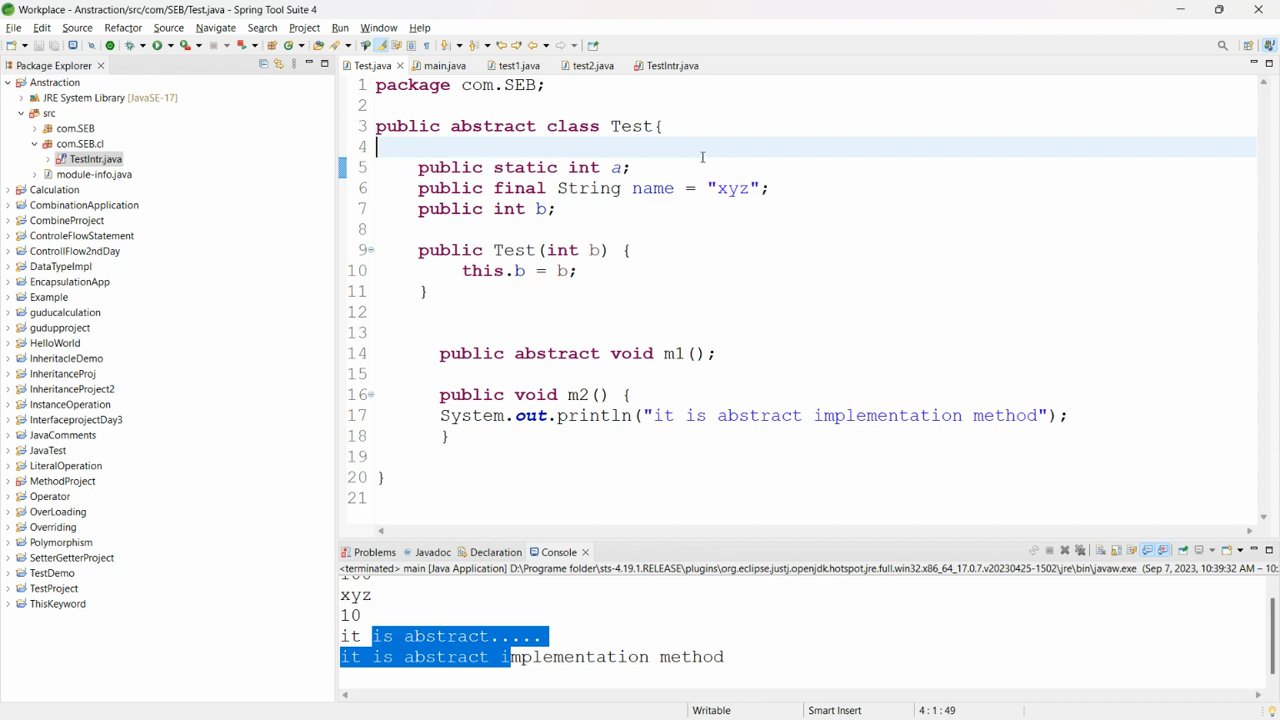 Workplace - Anstraction/src/com/SEB/Test.java - Spring Tool Suite 4
File Edit Source Refactor Source Navigate Search Project Run Window Help
Package Explorer
Anstraction
JRE System Library [JavaSE-17]
src
com.SEB
com.SEB.cl
TestIntr.java
module-info.java
Calculation
CombinationApplication
CombinePrroject
ControleFlowStatement
ControllFlow2ndDay
DataTypeImpl
EncapsulationApp
Example
guducalculation
gudupproject
HelloWorld
InheritacleDemo
InheritanceProj
InheritanceProject2
InstanceOperation
InterfaceprojectDay3
JavaComments
JavaTest
LiteralOperation
MethodProject
Operator
OverLoading
Overriding
Polymorphism
SetterGetterProject
TestDemo
TestProject
ThisKeyword
Test.java main.java test1.java test2.java TestIntr.java
1 package com.SEB;
2
3 public abstract class Test{
4
5 public static int a;
6 public final String name = "xyz";
7 public int b;
8
9 public Test(int b) {
10 this.b = b;
11 }
12
13
14 public abstract void m1();
15
16 public void m2() {
17 System.out.println("it is abstract implementation method");
18 }
19
20 }
21
Problems Javadoc Declaration Console
<terminated> main [Java Application] D:\Programe folder\sts-4.19.1.RELEASE\plugins\org.eclipse.justj.openjdk.hotspot.jre.full.win32.x86_64_17.0.7.v20230425-1502\jre\bin\javaw.exe (Sep 7, 2023, 10:39:32 AM – 10:
100
xyz
10
it is abstract.....
it is abstract implementation method
Writable Smart Insert 4 : 1 : 49